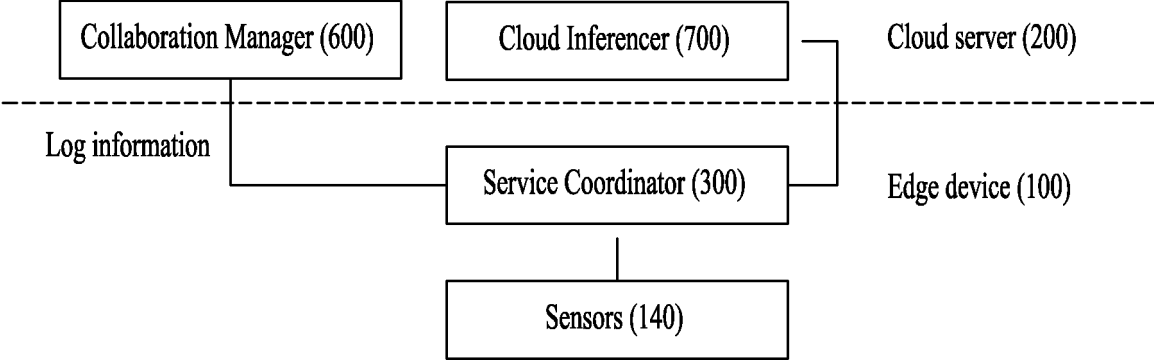 Collaboration Manager (600)
Cloud Inferencer (700)
Cloud server (200)
Log information
Service Coordinator (300)
Edge device (100)
Sensors (140)